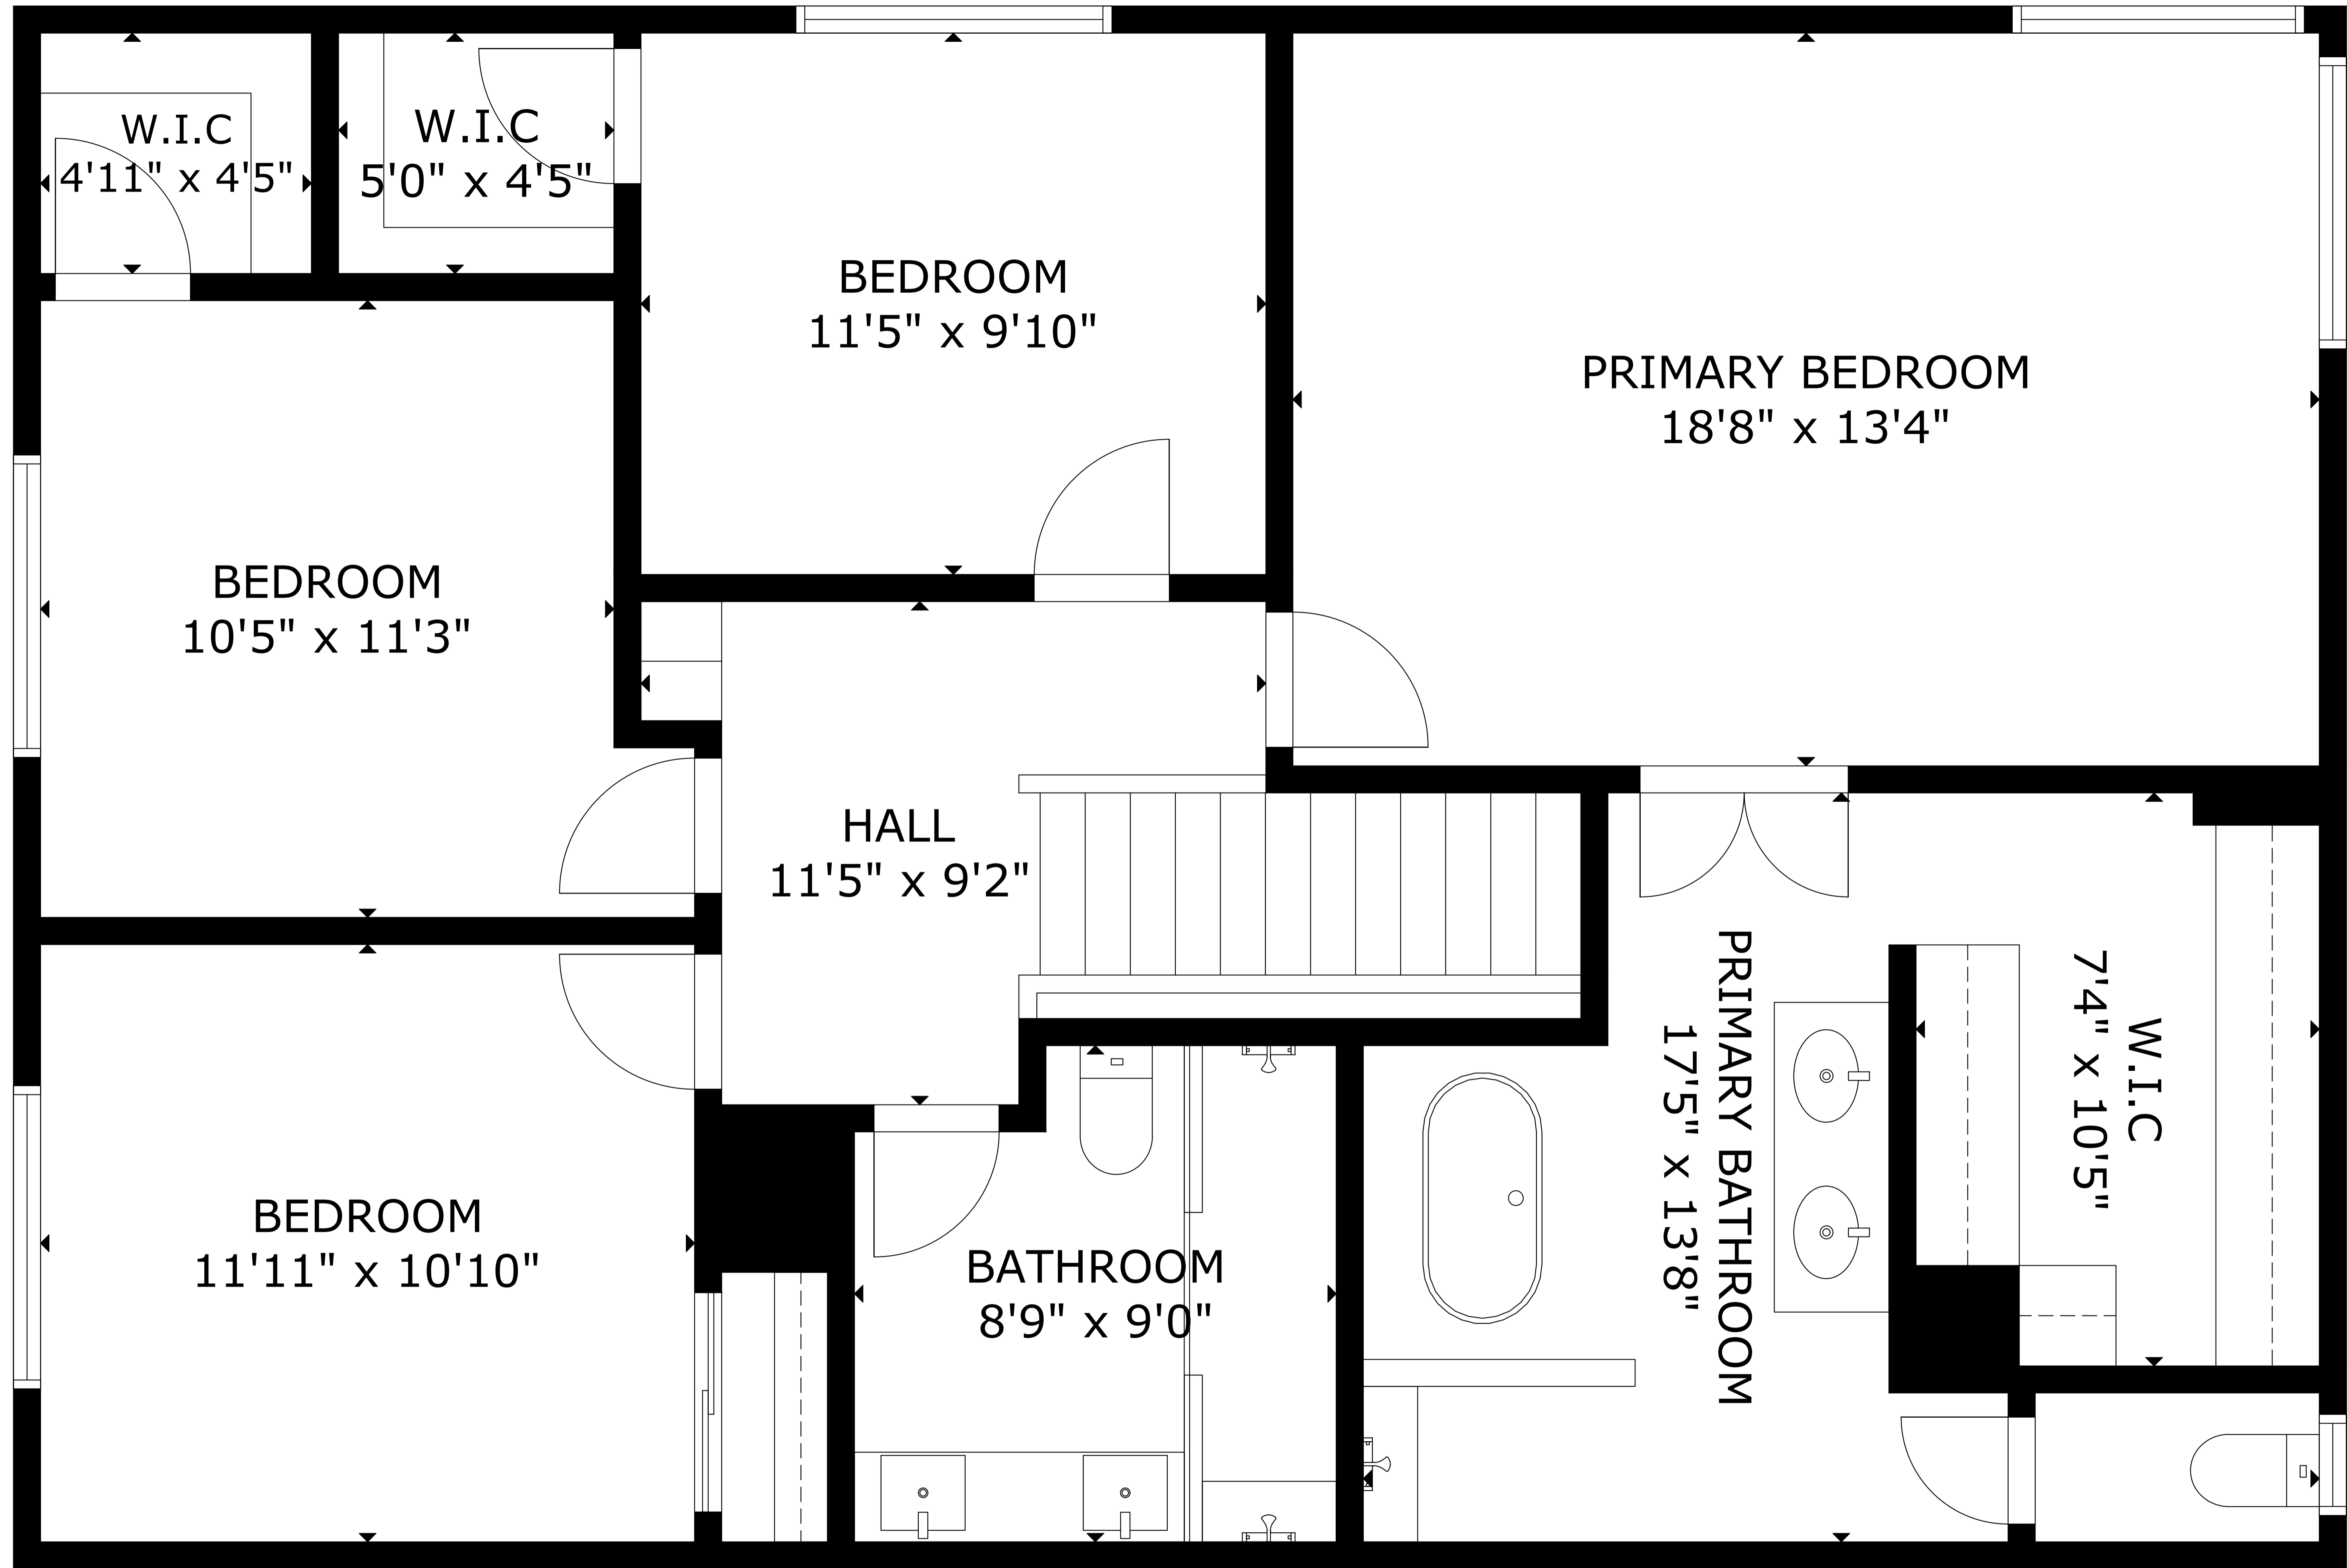 W.I.C
4'11" x 4'5"
W.I.C
5'0" x 4'5"
BEDROOM
11'5" x 9'10"
PRIMARY BEDROOM
18'8" x 13'4"
BEDROOM
10'5" x 11'3"
HALL
11'5" x 9'2"
PRIMARY BATHROOM
17'5" x 13'8"
W.I.C
7'4" x 10'5"
BEDROOM
11'11" x 10'10"
BATHROOM
8'9" x 9'0"